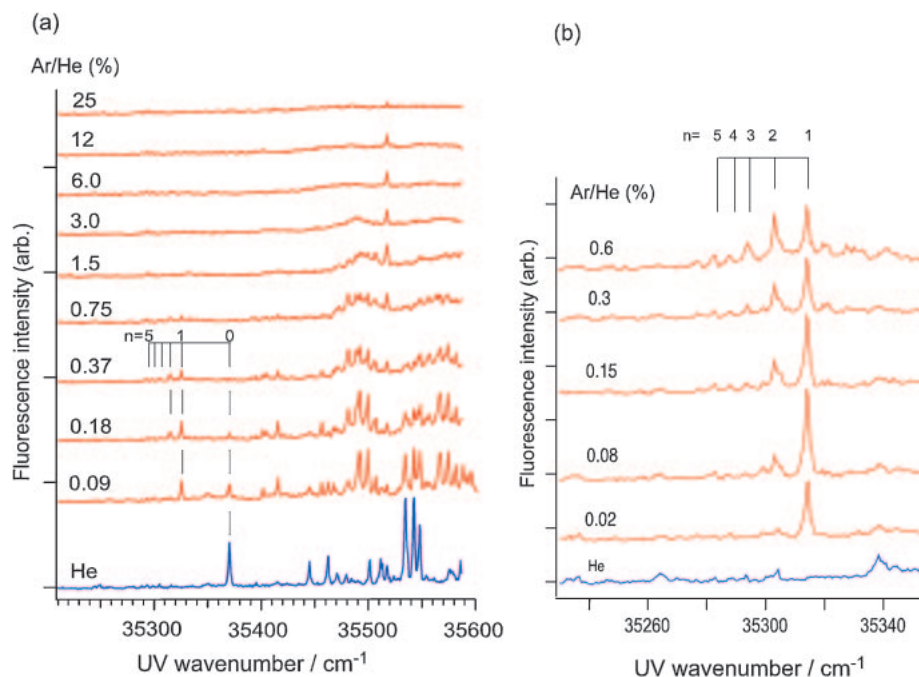 (a)
Ar/He (%)
25
12
6.0
3.0
1.5
0.75
n=5 1 0
0.37
0.18
0.09
He
Fluorescence intensity (arb.)
35300 35400 35500 35600
UV wavenumber / cm⁻¹
(b)
n= 5 4 3 2 1
Ar/He (%)
0.6
0.3
0.15
0.08
0.02
He
Fluorescence intensity (arb.)
35260 35300 35340
UV wavenumber / cm⁻¹